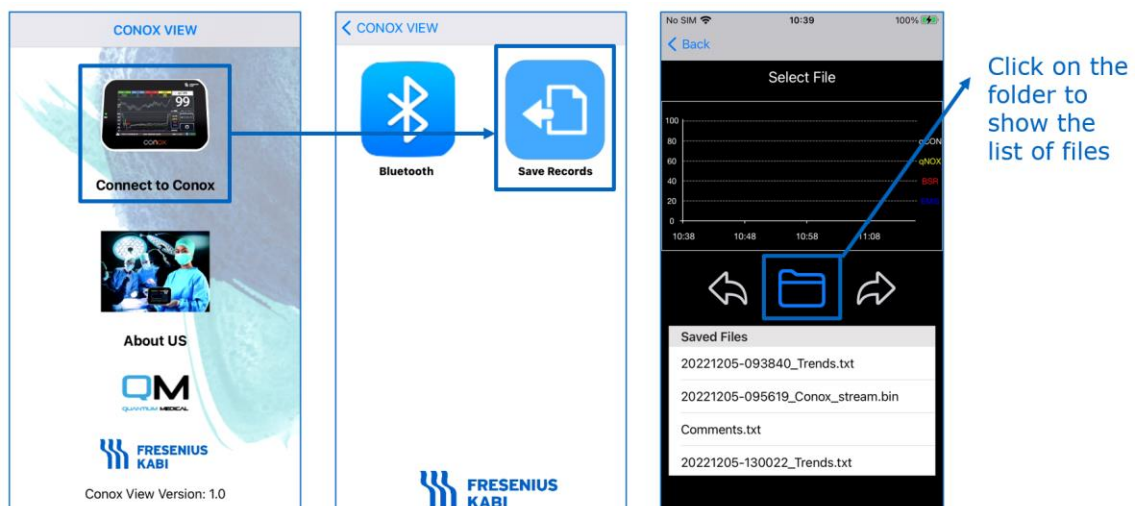 CONOX VIEW
99
conox
Connect to Conox
About US
QM
QUANTIUM MEDICAL
FRESENIUS
KABI
Conox View Version: 1.0
CONOX VIEW
Bluetooth
Save Records
FRESENIUS
KABI
No SIM
10:39
100%
Back
Select File
100
80
60
40
20
0
qCON
qNOX
BSR
EMG
10:38
10:48
10:58
11:08
Saved Files
20221205-093840_Trends.txt
20221205-095619_Conox_stream.bin
Comments.txt
20221205-130022_Trends.txt
Click on the
folder to
show the
list of files